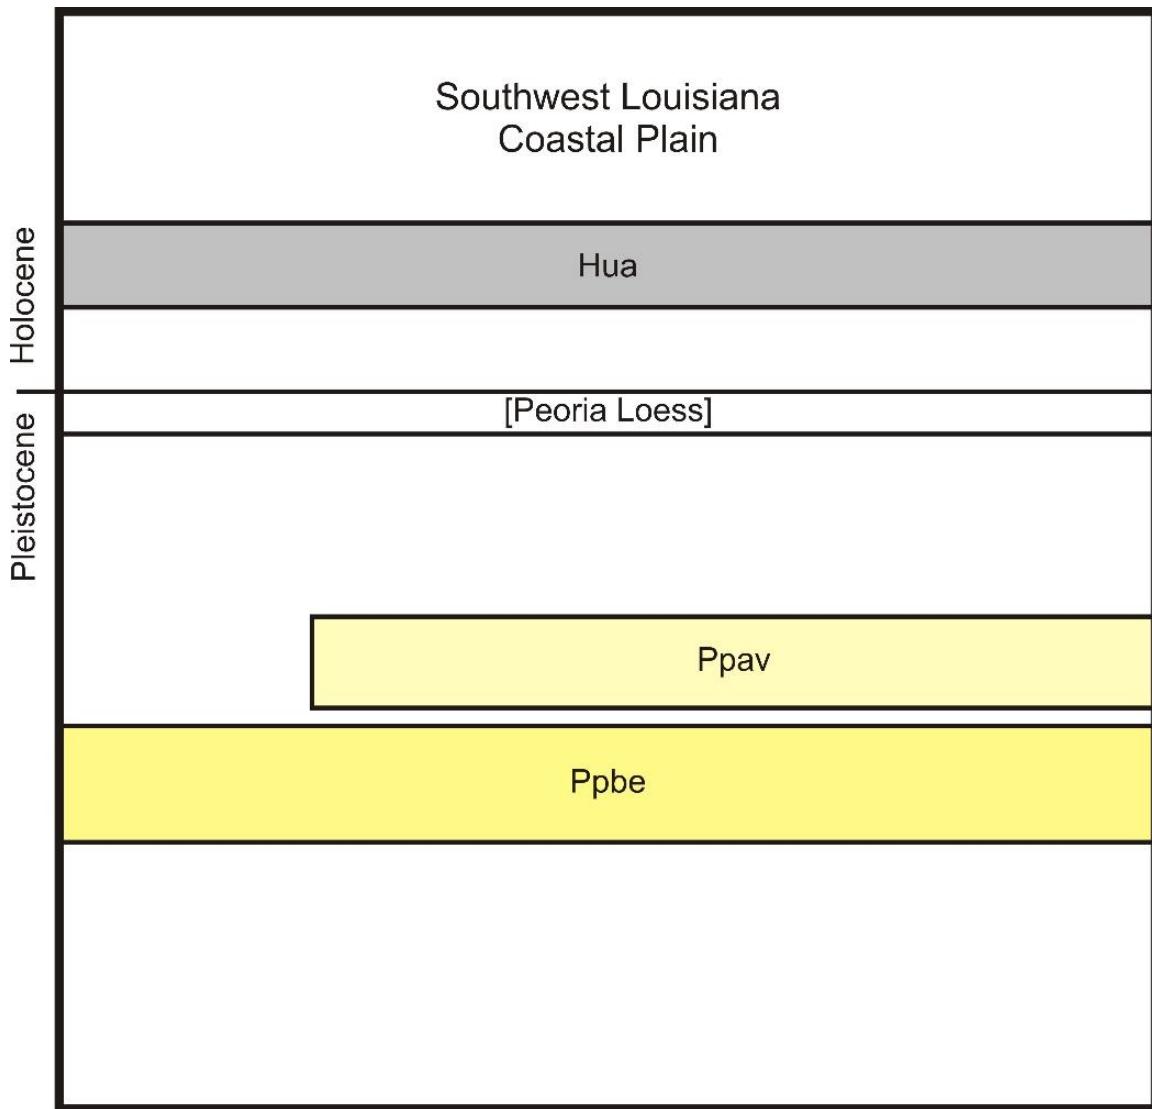 Southwest Louisiana
Coastal Plain
Holocene
Hua
Pleistocene
[Peoria Loess]
Ppav
Ppbe